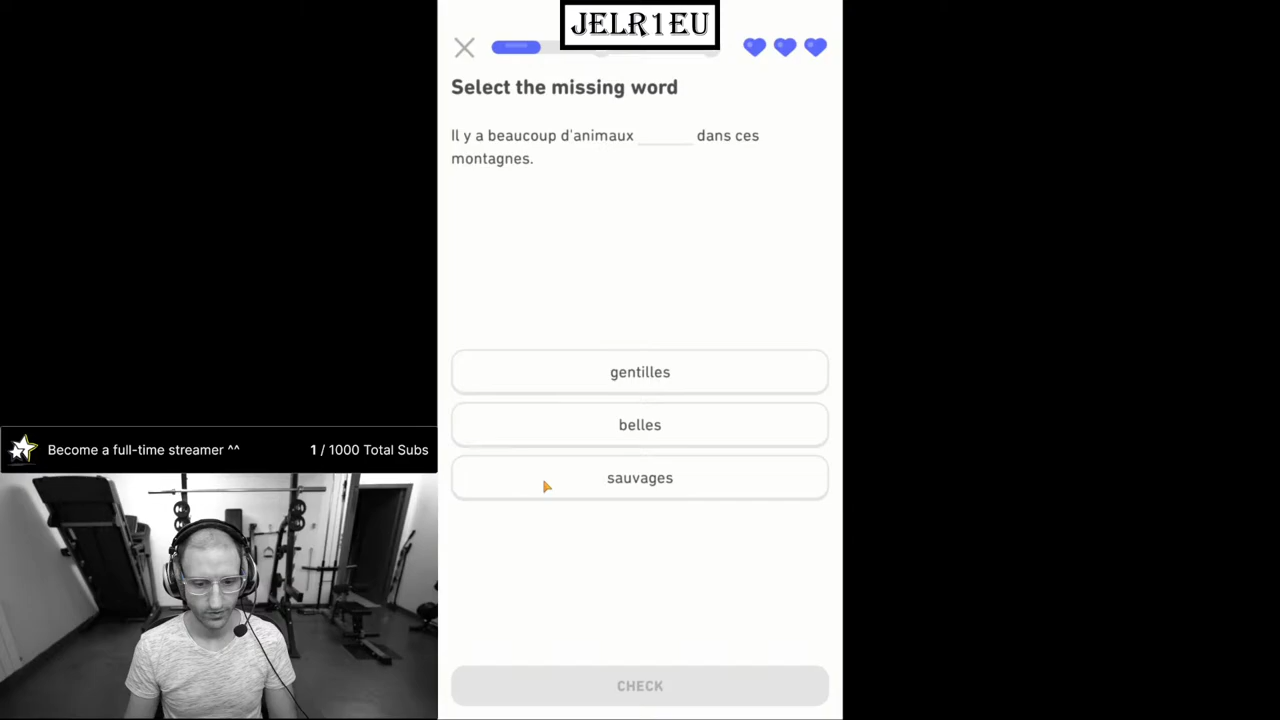 JELR1EU
Select the missing word
Il y a beaucoup d'animaux ______ dans ces
montagnes.
gentilles
belles
sauvages
Become a full-time streamer ^^ 1 / 1000 Total Subs
CHECK